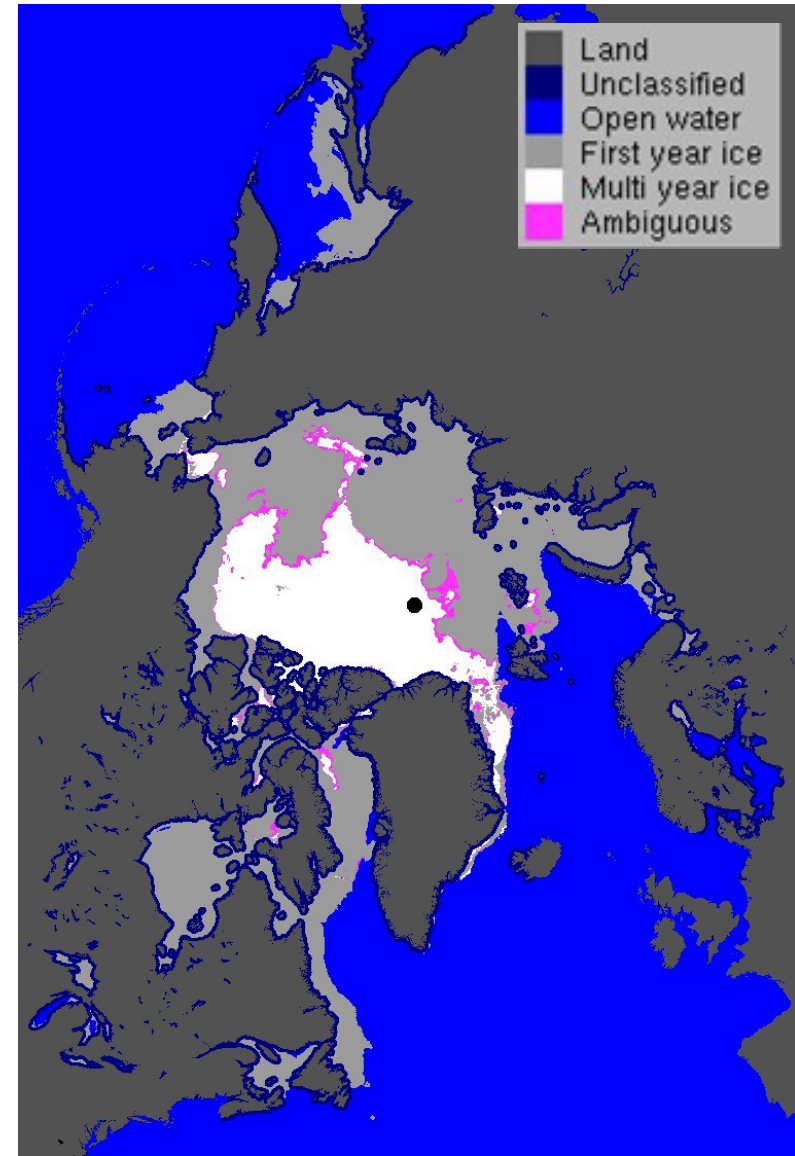 Land
Unclassified
Open water
First year ice
Multi year ice
Ambiguous